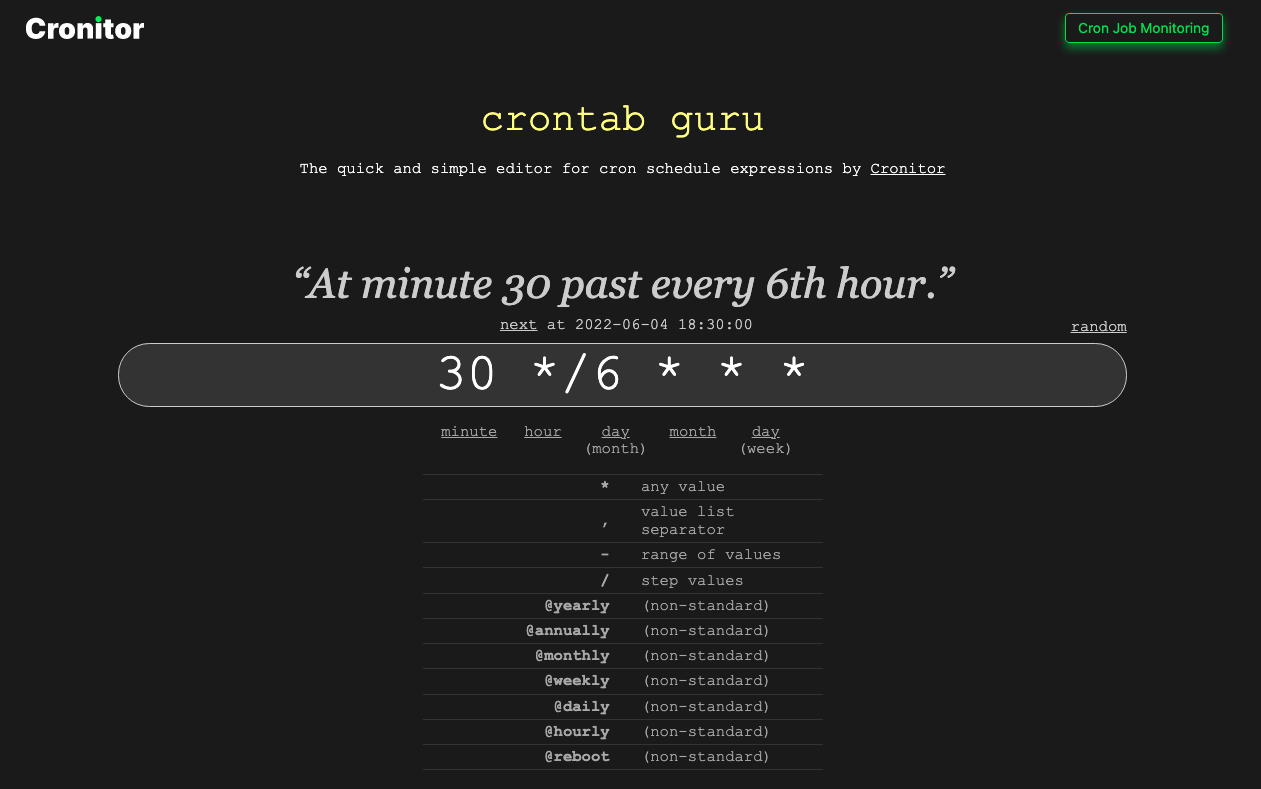 Cronitor
Cron Job Monitoring
crontab guru
The quick and simple editor for cron schedule expressions by Cronitor
“At minute 30 past every 6th hour.”
next at 2022-06-04 18:30:00
random
30 */6 * * *
minute hour day month day
(month) (week)
* any value
, value list
separator
- range of values
/ step values
@yearly (non-standard)
@annually (non-standard)
@monthly (non-standard)
@weekly (non-standard)
@daily (non-standard)
@hourly (non-standard)
@reboot (non-standard)